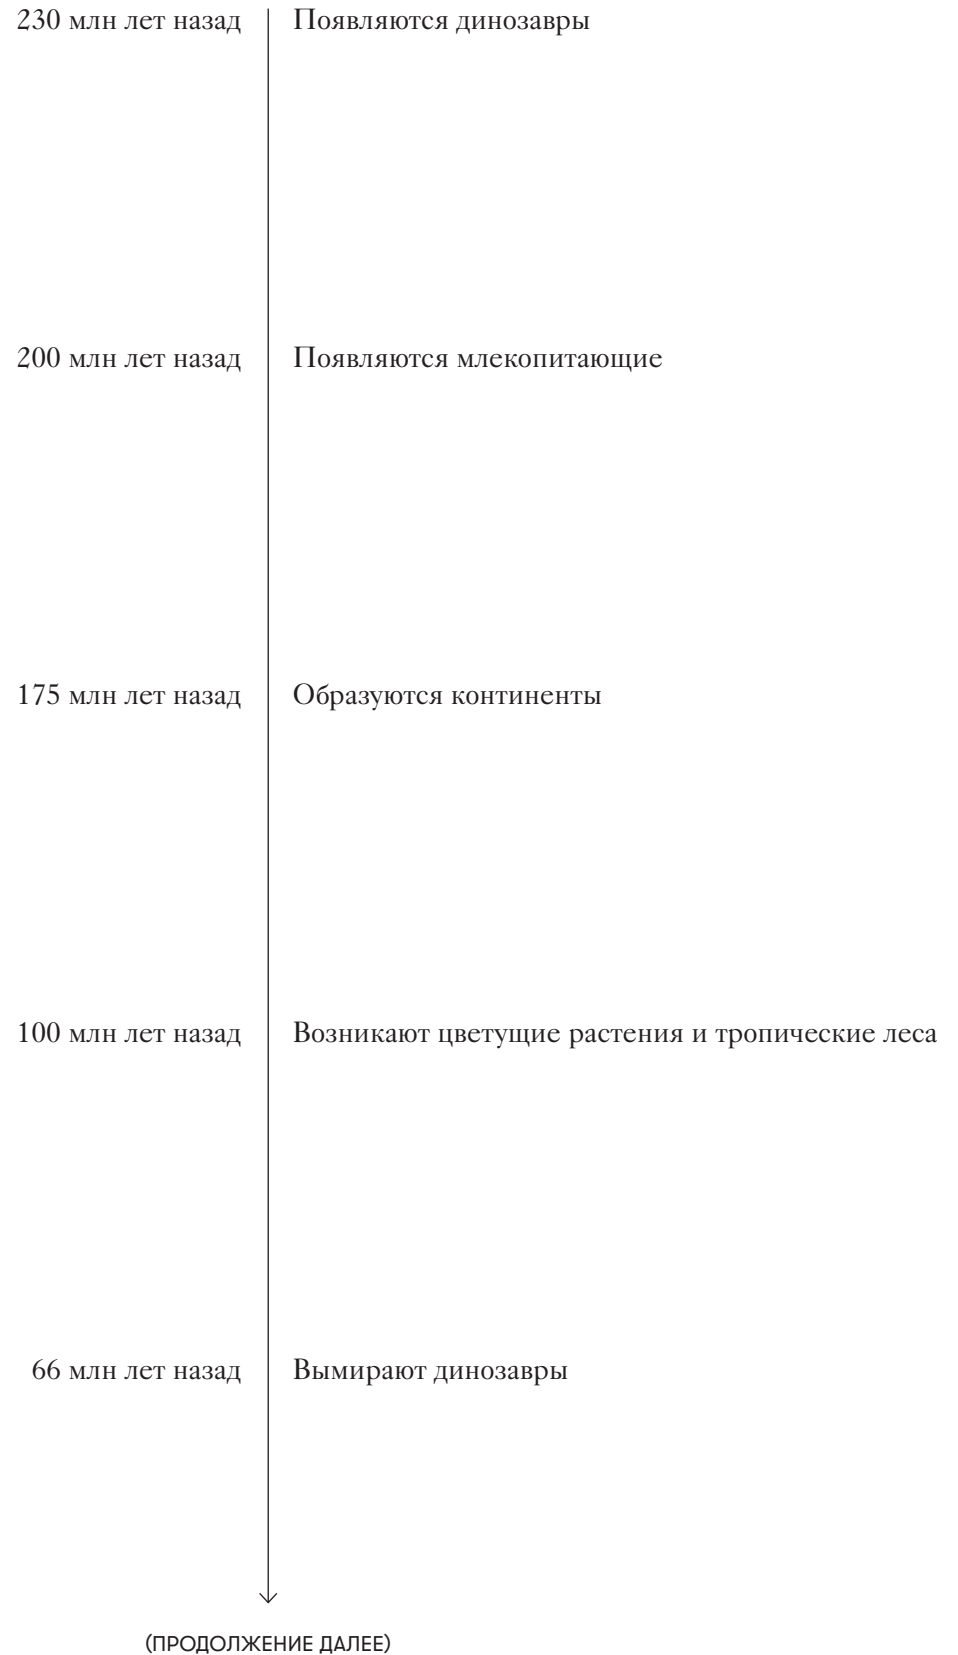 230 млн лет назад Появляются динозавры
200 млн лет назад Появляются млекопитающие
175 млн лет назад Образуются континенты
100 млн лет назад Возникают цветущие растения и тропические леса
66 млн лет назад Вымирают динозавры
(ПРОДОЛЖЕНИЕ ДАЛЕЕ)